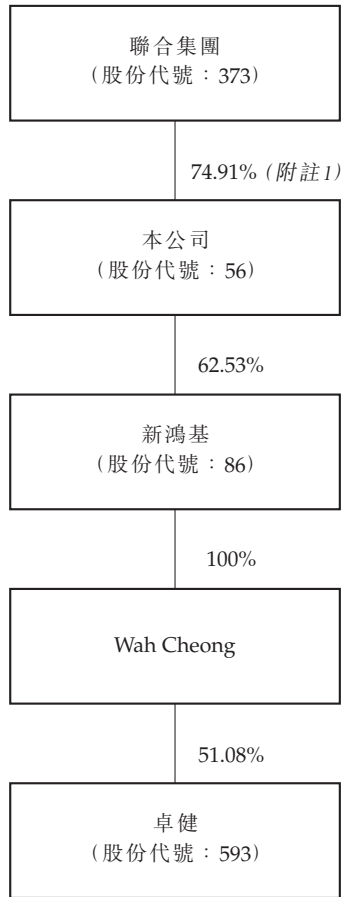 聯合集團
（股份代號：373）
74.91% (附註1)
本公司
（股份代號：56）
62.53%
新鴻基
（股份代號：86）
100%
Wah Cheong
51.08%
卓健
（股份代號：593）